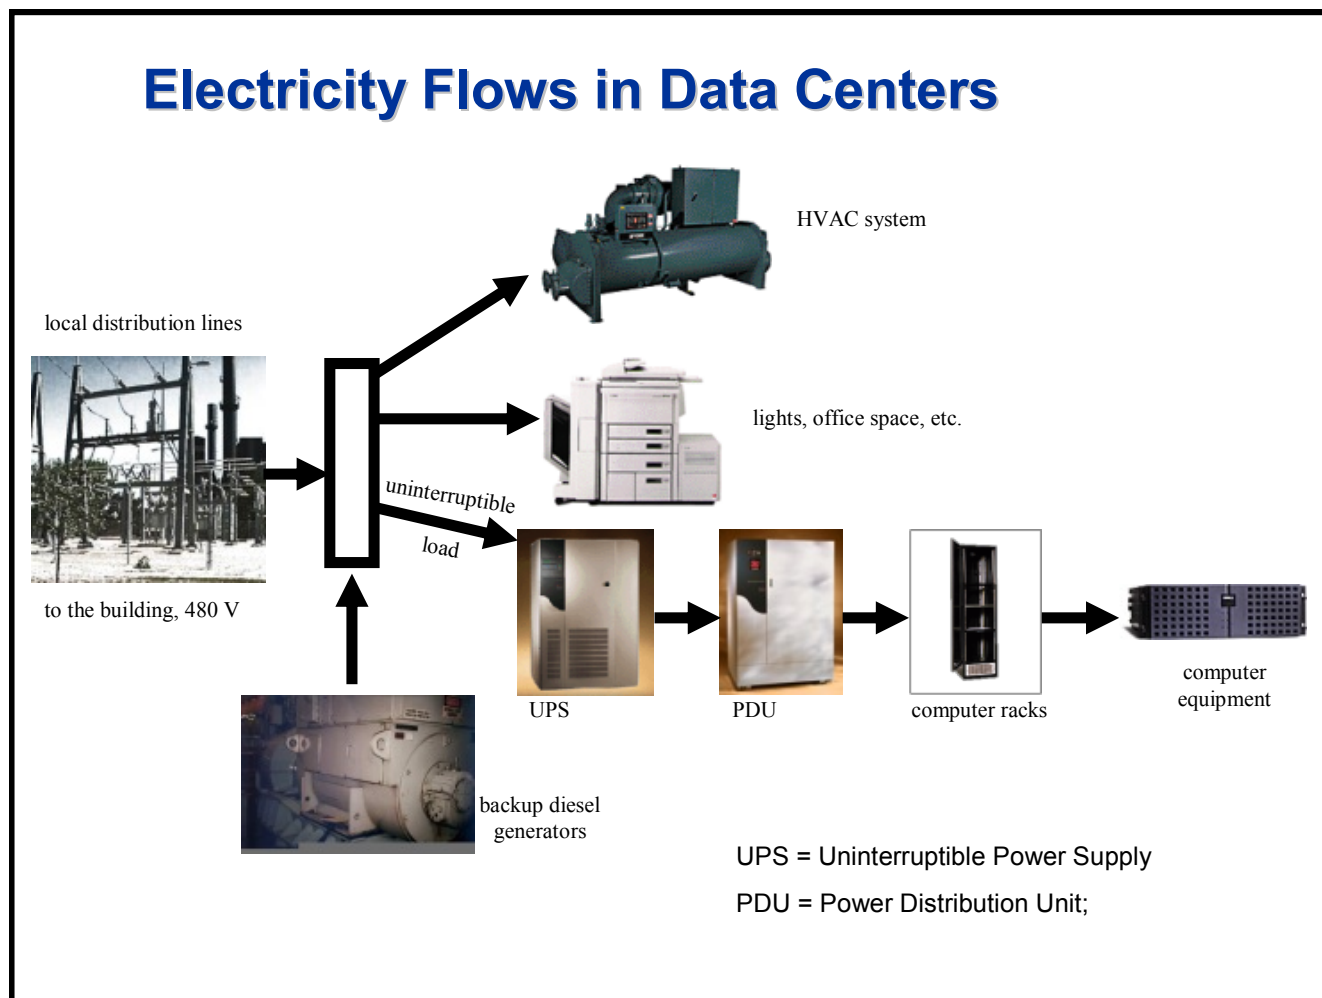 Electricity Flows in Data Centers
HVAC system
local distribution lines
lights, office space, etc.
uninterruptible
load
to the building, 480 V
UPS
PDU
computer racks
computer
equipment
backup diesel
generators
UPS = Uninterruptible Power Supply
PDU = Power Distribution Unit;